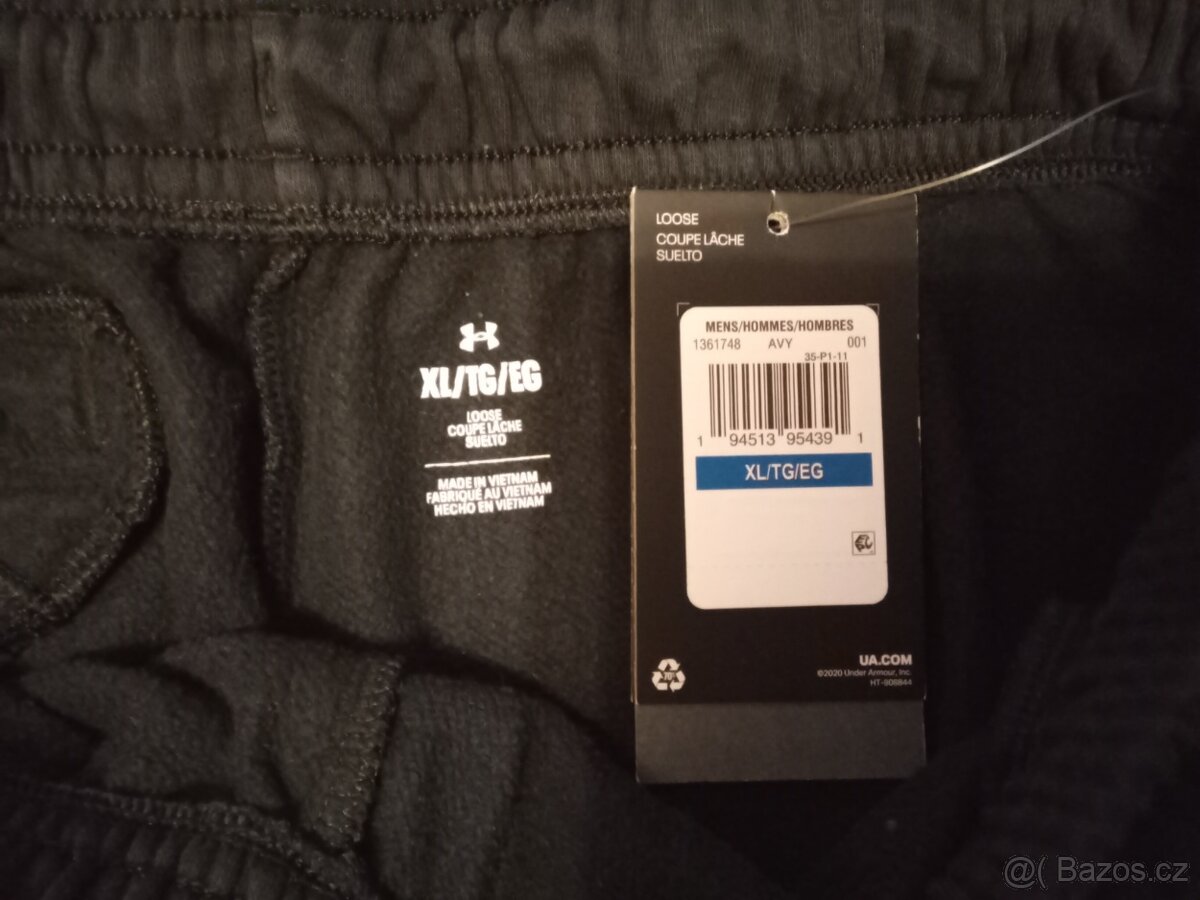 LOOSE
COUPE LÂCHE
SUELTO
MENS/HOMMES/HOMBRES
1361748 AVY 001
35-P1-11
1 94513 95439 1
XL/TG/EG
UA.COM
©2020 Under Armour, Inc.
HT-908844
XL/TG/EG
LOOSE
COUPE LÂCHE
SUELTO
MADE IN VIETNAM
FABRIQUÉ AU VIETNAM
HECHO EN VIETNAM
@( Bazos.cz